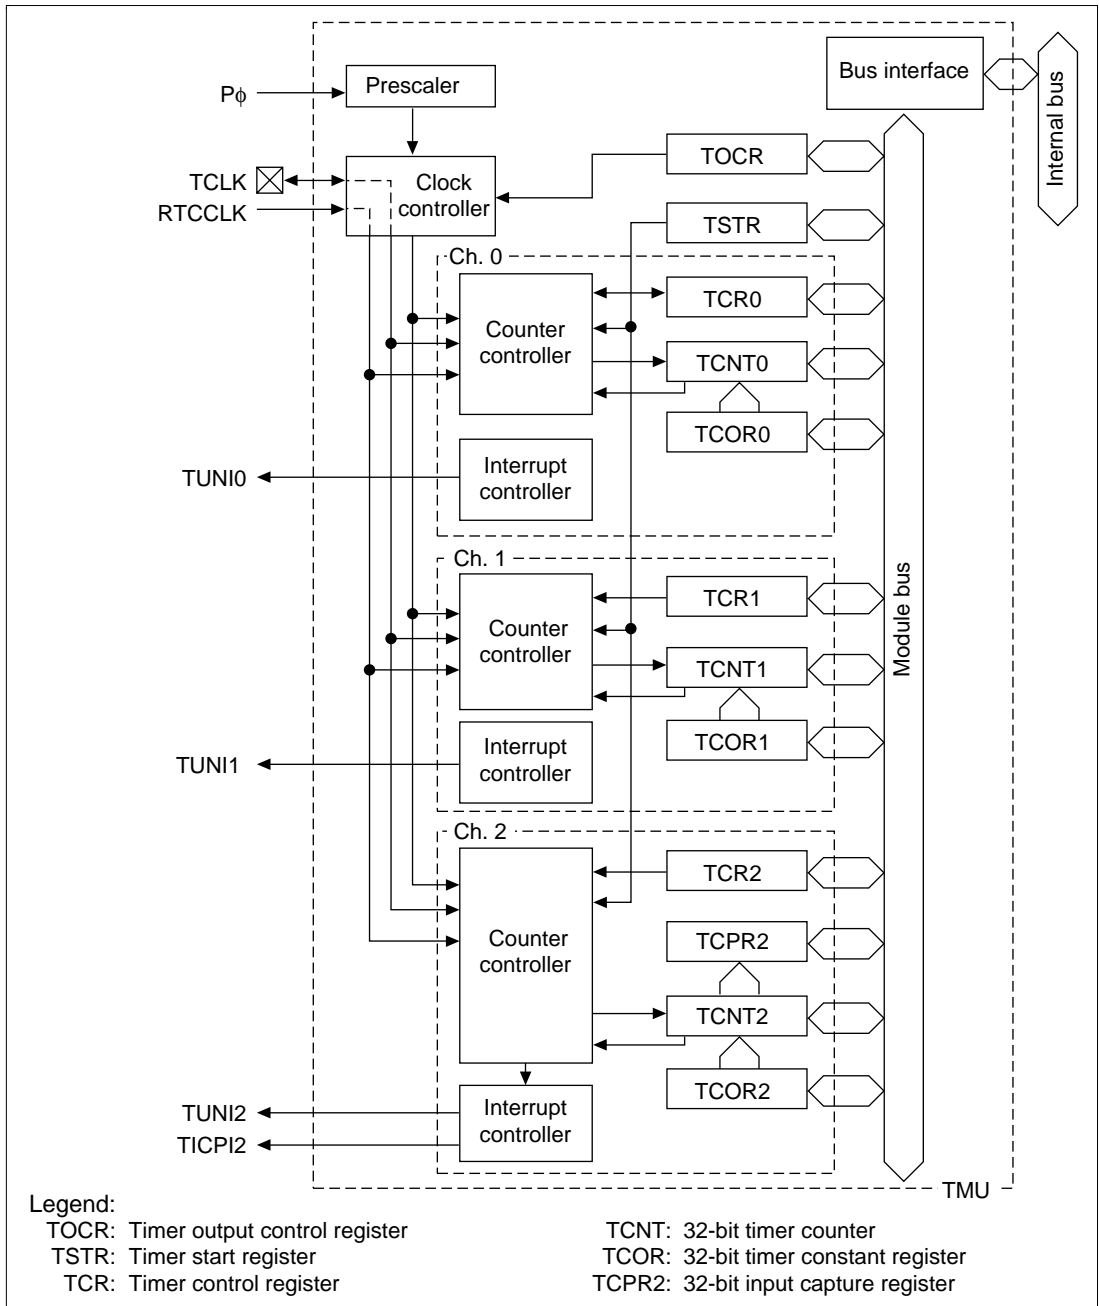 Bus interface
Internal bus
Prescaler
Pϕ
TOCR
TCLK
Clock
controller
RTCCLK
TSTR
Ch. 0
TCR0
Counter
controller
TCNT0
TCOR0
Interrupt
controller
TUNI0
Ch. 1
Module bus
TCR1
Counter
controller
TCNT1
TCOR1
Interrupt
controller
TUNI1
Ch. 2
TCR2
Counter
controller
TCPR2
TCNT2
TCOR2
Interrupt
controller
TUNI2
TICPI2
TMU
Legend:
TOCR: Timer output control register
TSTR: Timer start register
TCR: Timer control register
TCNT: 32-bit timer counter
TCOR: 32-bit timer constant register
TCPR2: 32-bit input capture register